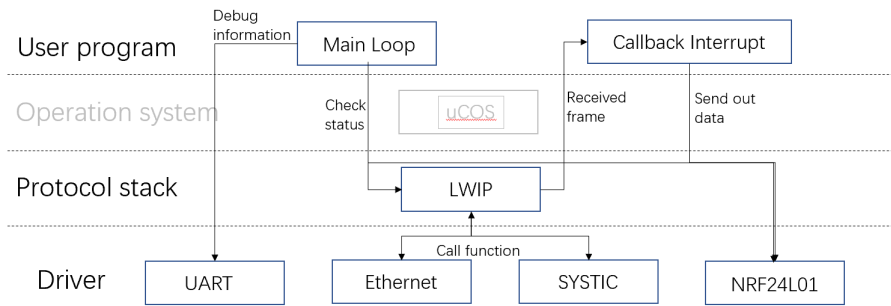 Debug
information
User program
Main Loop
Callback Interrupt
Operation system
Check
status
uCOS
Received
frame
Send out
data
Protocol stack
LWIP
Call function
Driver
UART
Ethernet
SYSTIC
NRF24L01